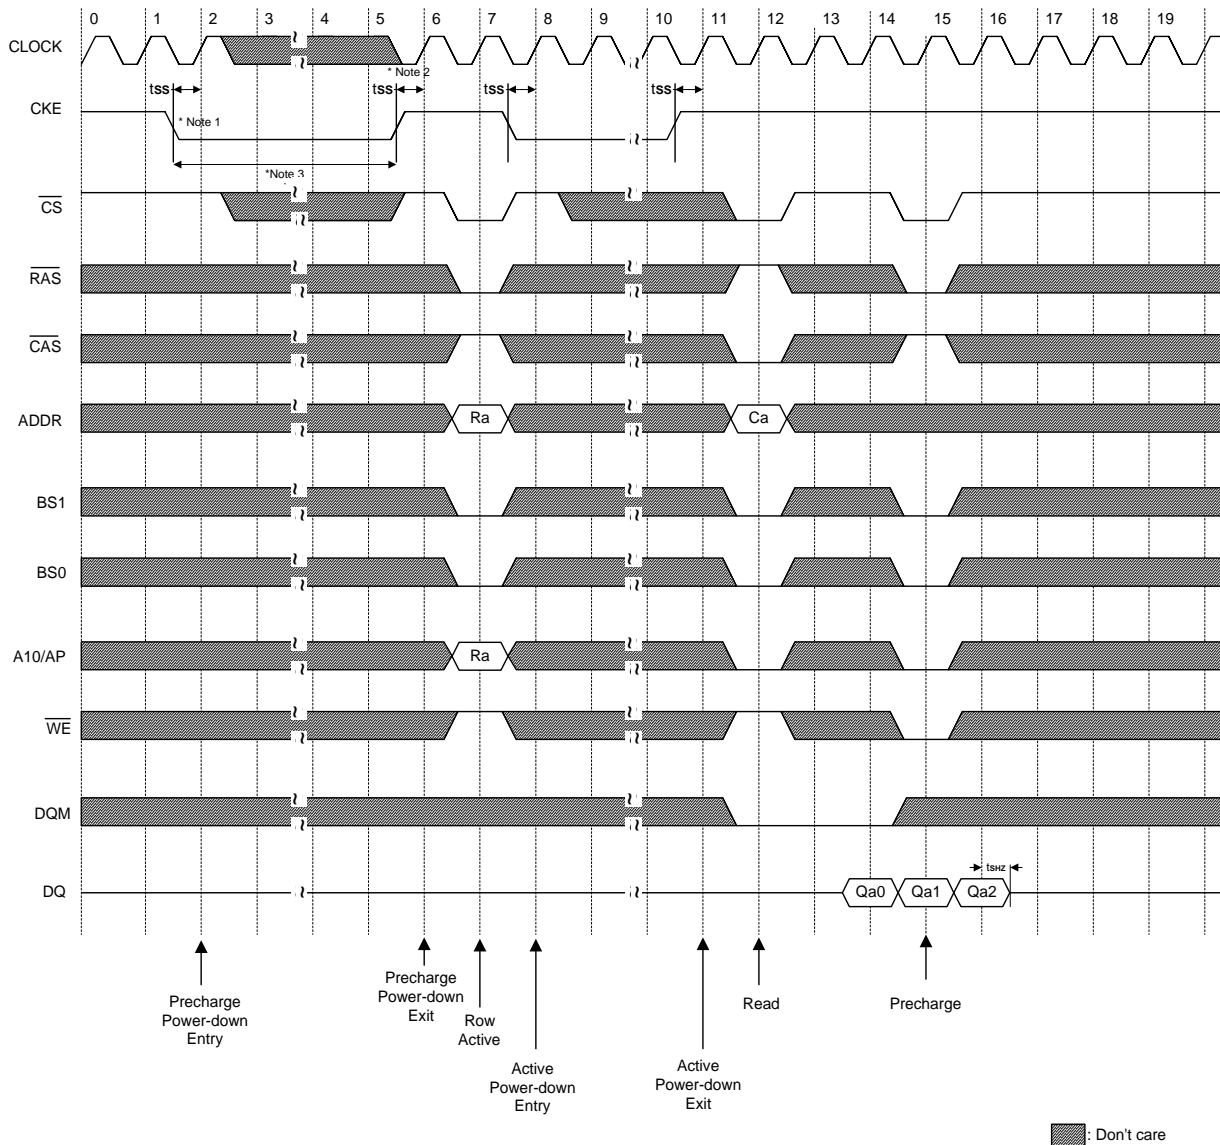 0 1 2 3 4 5 6 7 8 9 10 11 12 13 14 15 16 17 18 19
CLOCK
* Note 2
tss tss tss tss
CKE
* Note 1
*Note 3
CS
RAS
CAS
ADDR Ra Ca
BS1
BS0
A10/AP Ra
WE
DQM
tSHZ
DQ Qa0 Qa1 Qa2
Precharge
Power-down
Entry
Precharge
Power-down
Exit
Row
Active
Active
Power-down
Entry
Active
Power-down
Exit
Read
Precharge
: Don't care